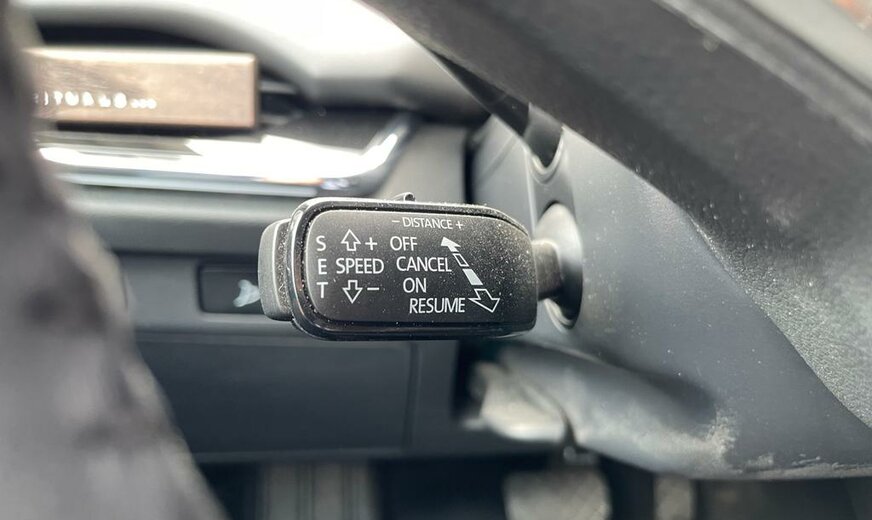 − DISTANCE +
S + OFF
E SPEED CANCEL
T − ON
RESUME